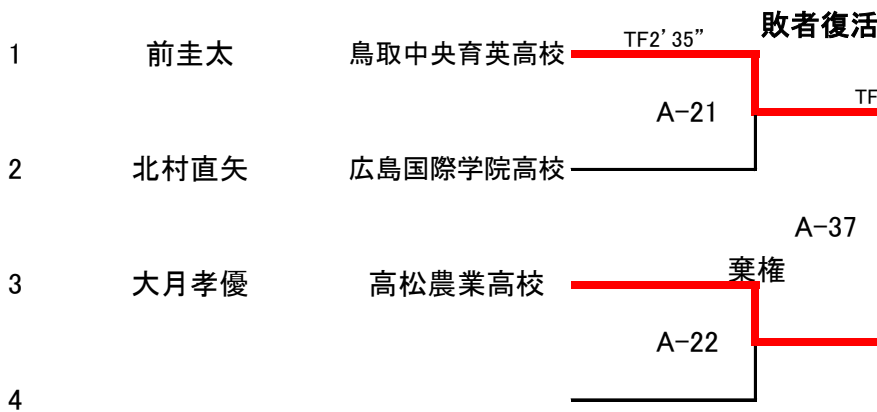 敗者復活
1 前圭太 鳥取中央育英高校 TF2'35”
A-21 TF
2 北村直矢 広島国際学院高校
A-37
3 大月孝優 高松農業高校 棄権
A-22
4